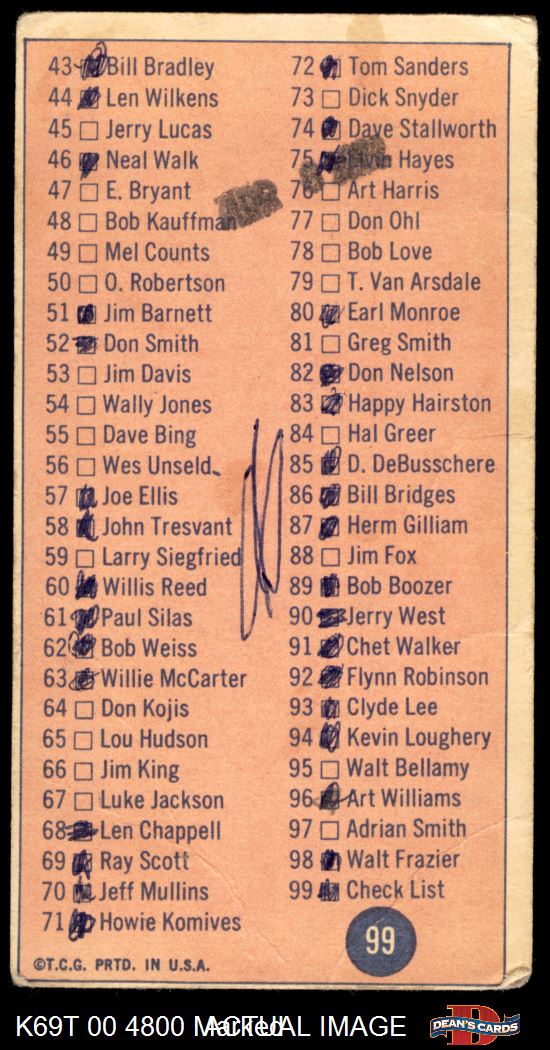 43 Bill Bradley
44 Len Wilkens
45 Jerry Lucas
46 Neal Walk
47 E. Bryant
48 Bob Kauffman
49 Mel Counts
50 O. Robertson
51 Jim Barnett
52 Don Smith
53 Jim Davis
54 Wally Jones
55 Dave Bing
56 Wes Unseld
57 Joe Ellis
58 John Tresvant
59 Larry Siegfried
60 Willis Reed
61 Paul Silas
62 Bob Weiss
63 Willie McCarter
64 Don Kojis
65 Lou Hudson
66 Jim King
67 Luke Jackson
68 Len Chappell
69 Ray Scott
70 Jeff Mullins
71 Howie Komives
72 Tom Sanders
73 Dick Snyder
74 Dave Stallworth
75 Elvin Hayes
76 Art Harris
77 Don Ohl
78 Bob Love
79 T. Van Arsdale
80 Earl Monroe
81 Greg Smith
82 Don Nelson
83 Happy Hairston
84 Hal Greer
85 D. DeBusschere
86 Bill Bridges
87 Herm Gilliam
88 Jim Fox
89 Bob Boozer
90 Jerry West
91 Chet Walker
92 Flynn Robinson
93 Clyde Lee
94 Kevin Loughery
95 Walt Bellamy
96 Art Williams
97 Adrian Smith
98 Walt Frazier
99 Check List
99
©T.C.G. PRTD. IN U.S.A.
K69T 00 4800 Marked
ACTUAL IMAGE
DEAN'S CARDS